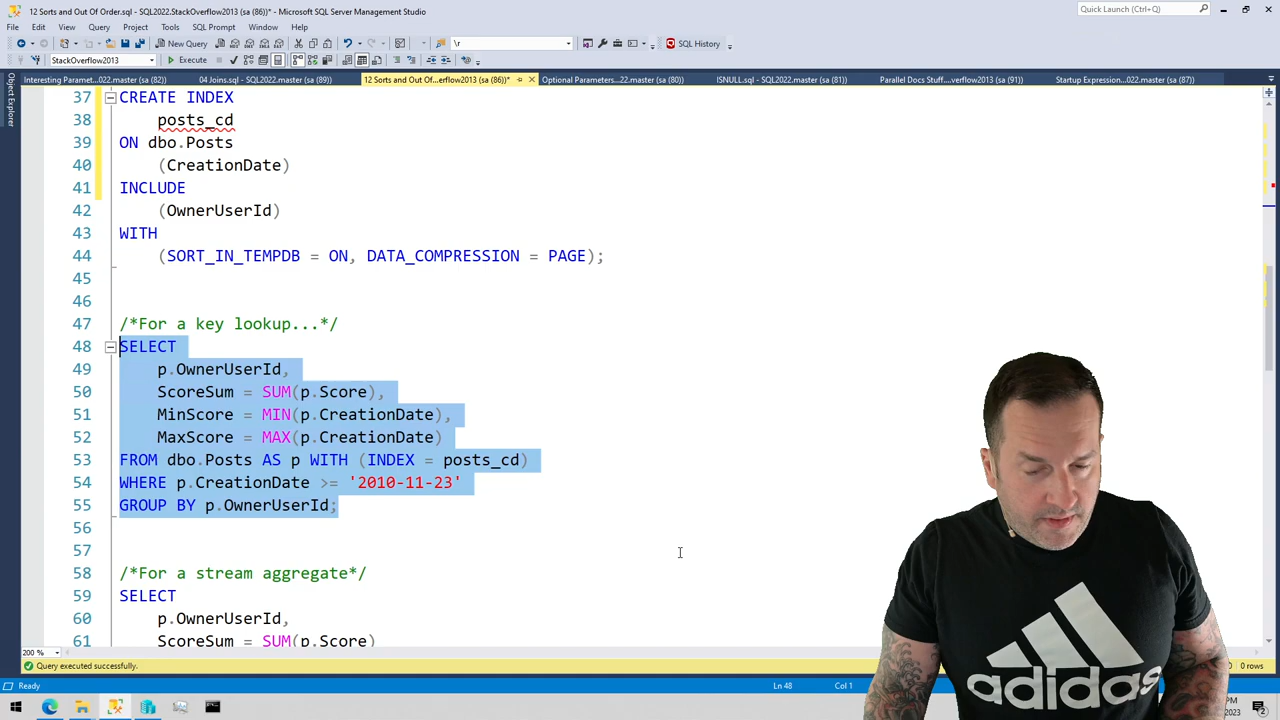 12 Sorts and Out Of Order.sql - SQL2022.StackOverflow2013 (sa (86))* - Microsoft SQL Server Management Studio
Quick Launch (Ctrl+Q)
File Edit View Query Project Tools SQL Prompt Window Help
New Query
\r
SQL History
StackOverflow2013
Execute
Interesting Paramet...022.master (82))
04 Joins.sql - SQL2022.master (sa (89))
12 Sorts and Out Of...erflow2013 (sa (86))*
Optional Parameters...22.master (sa (80))
ISNULL.sql - SQL2022.master (sa (81))
Parallel Docs Stuff....verflow2013 (sa (91))
Startup Expression...022.master (sa (87))
Object Explorer
37 CREATE INDEX
38 posts_cd
39 ON dbo.Posts
40 (CreationDate)
41 INCLUDE
42 (OwnerUserId)
43 WITH
44 (SORT_IN_TEMPDB = ON, DATA_COMPRESSION = PAGE);
45
46
47 /*For a key lookup...*/
48 SELECT
49 p.OwnerUserId,
50 ScoreSum = SUM(p.Score),
51 MinScore = MIN(p.CreationDate),
52 MaxScore = MAX(p.CreationDate)
53 FROM dbo.Posts AS p WITH (INDEX = posts_cd)
54 WHERE p.CreationDate >= '2010-11-23'
55 GROUP BY p.OwnerUserId;
56
57
58 /*For a stream aggregate*/
59 SELECT
60 p.OwnerUserId,
61 ScoreSum = SUM(p.Score)
200 %
Query executed successfully.
0 rows
Ready
Ln 48
Col 1
adidas